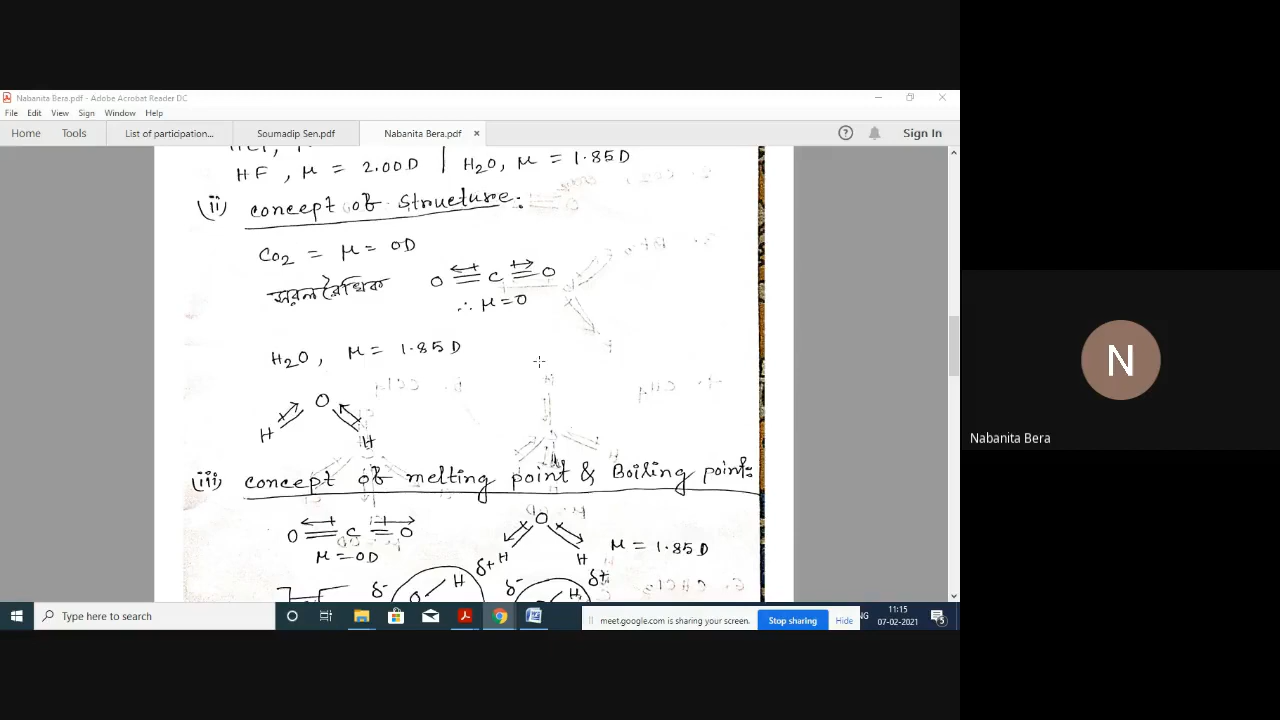 Nabanita Bera.pdf - Adobe Acrobat Reader DC
File Edit View Sign Window Help
Home Tools List of participation... Soumadip Sen.pdf Nabanita Bera.pdf × Sign In
HF, μ = 2.00D | H2O, μ = 1.85D
(ii) concept of structure:
CO2 = μ = 0D
সরলরৈখিক
O C O
∴ μ=0
H2O, μ = 1.85D
O
H H
(iii) concept of melting point & Boiling point:
O C O
μ=0D
O
H H
μ = 1.85D
δ- H δ+ δ- H δ+
Type here to search
meet.google.com is sharing your screen. Stop sharing Hide
11:15
07-02-2021
5
N
Nabanita Bera